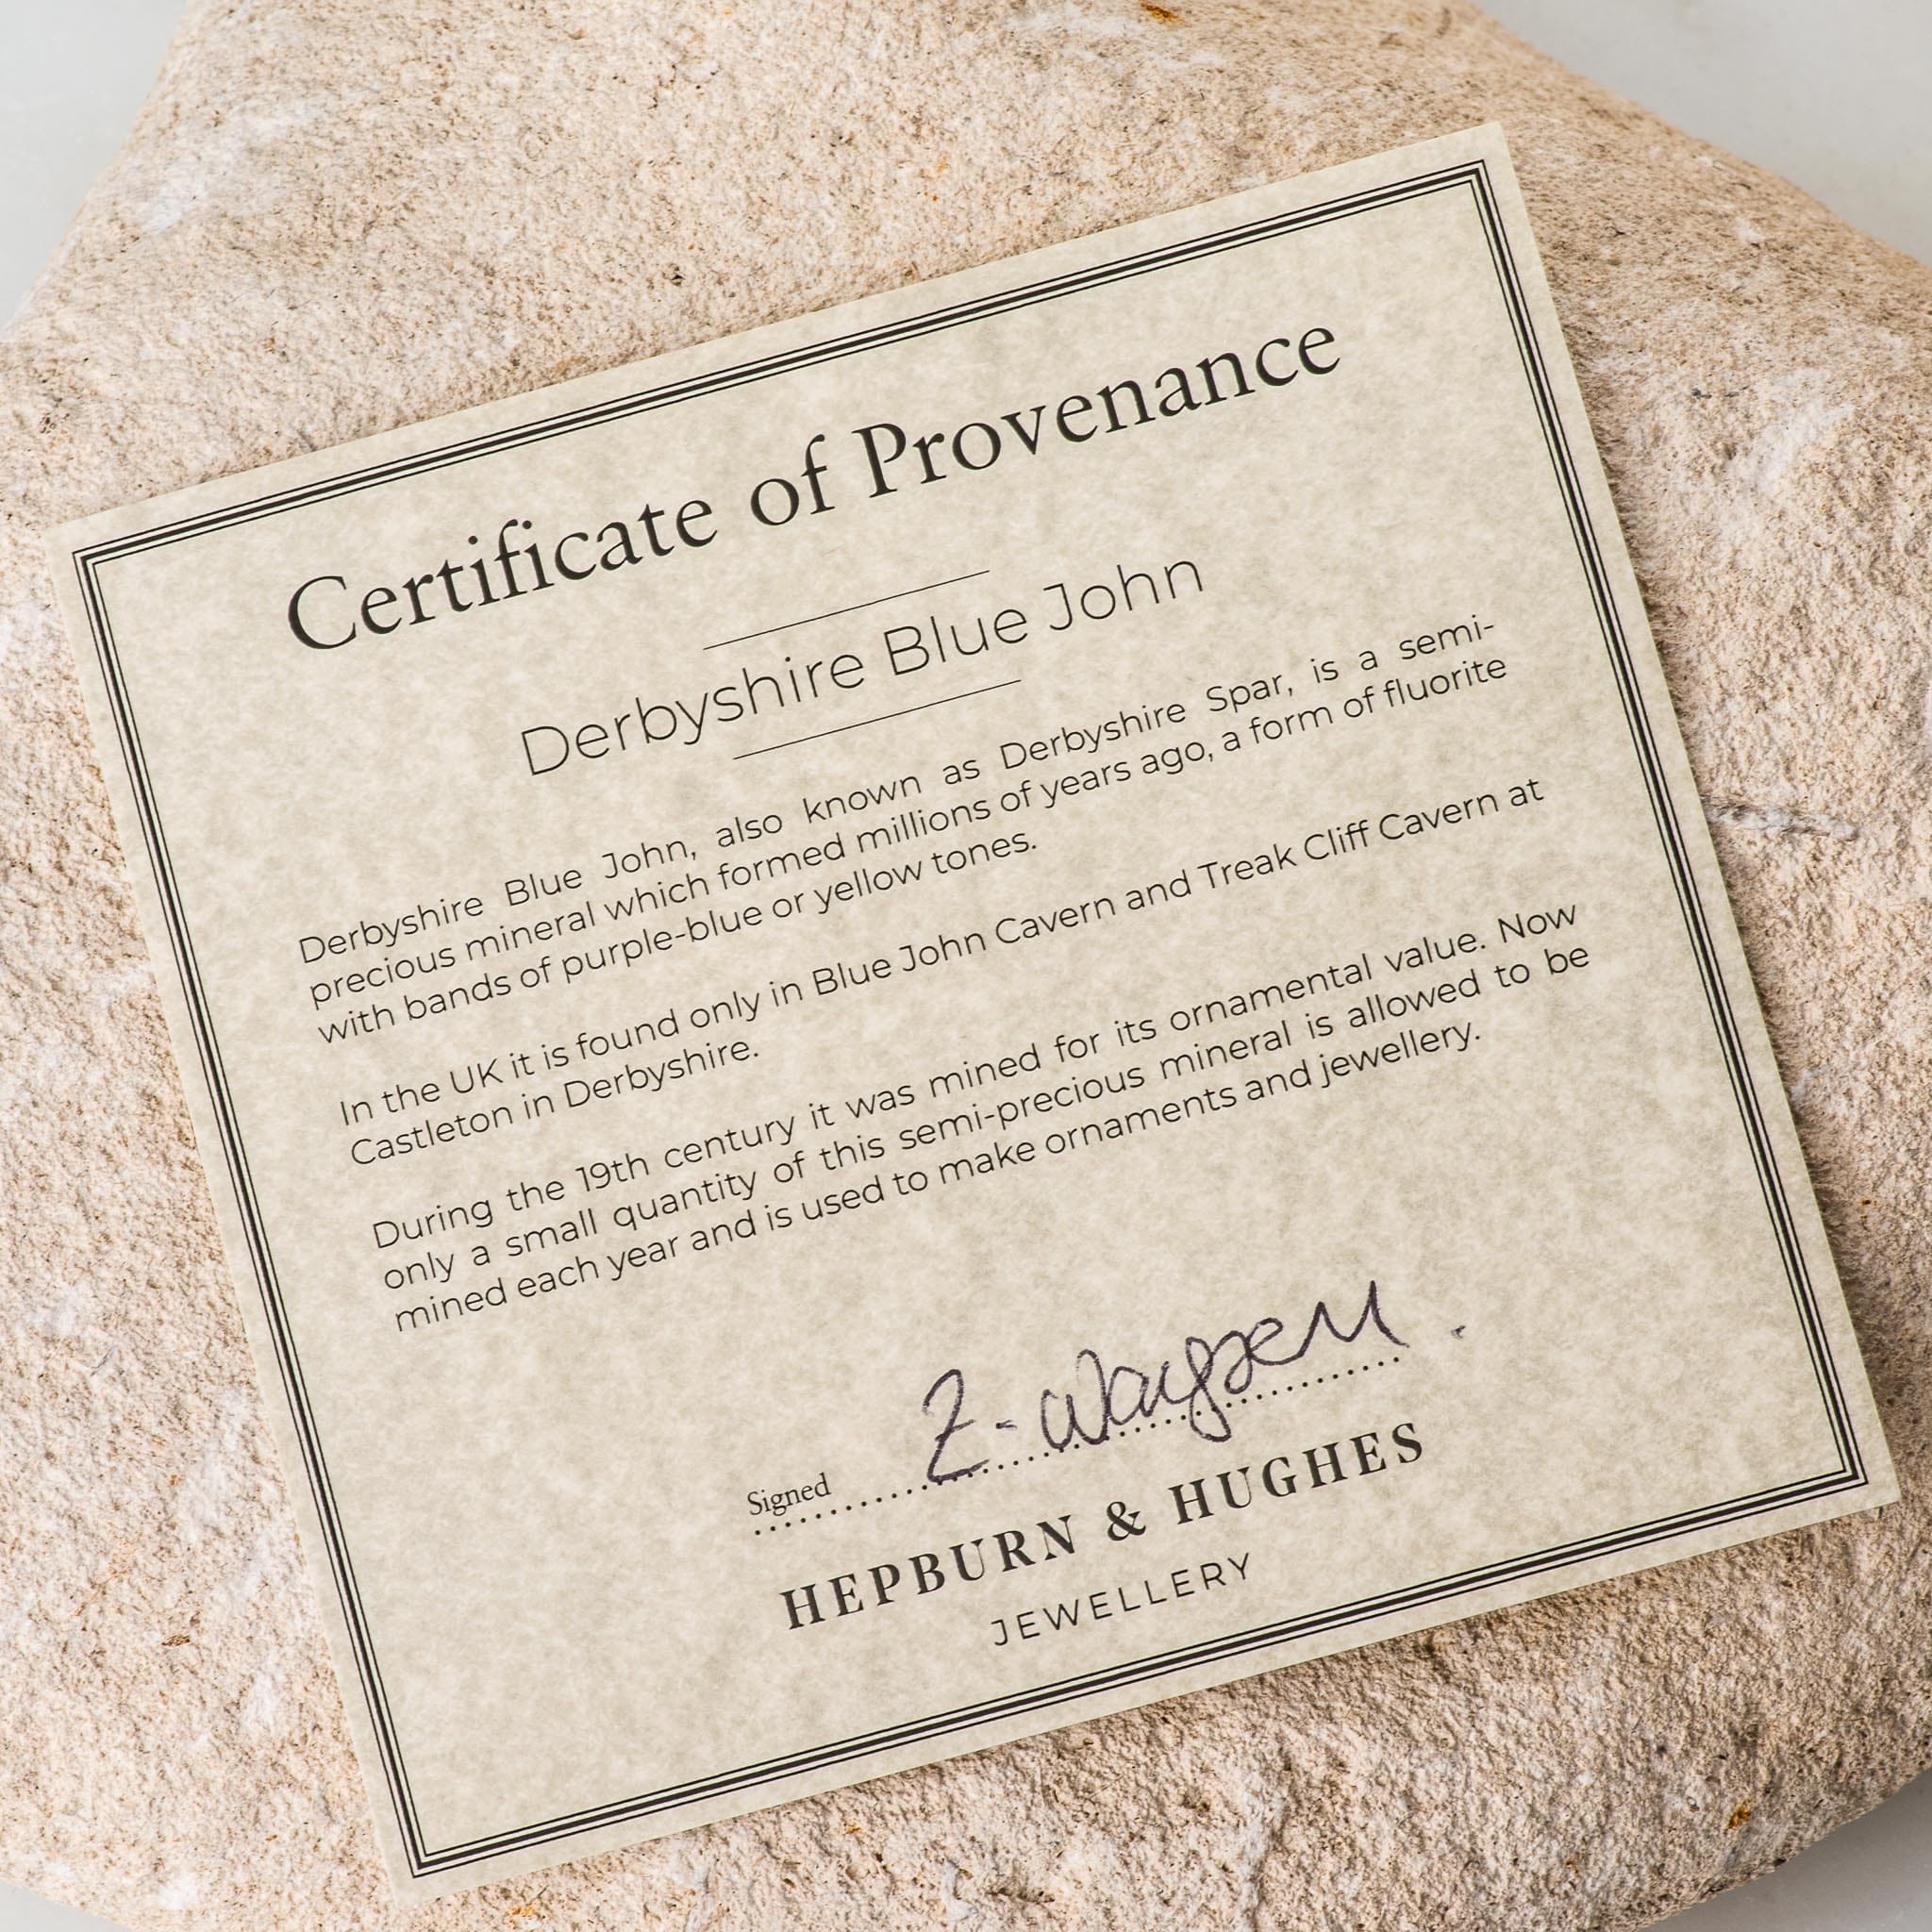 Certificate of Provenance
Derbyshire Blue John
Derbyshire Blue John, also known as Derbyshire Spar, is a semi-
precious mineral which formed millions of years ago, a form of fluorite
with bands of purple-blue or yellow tones.
In the UK it is found only in Blue John Cavern and Treak Cliff Cavern at
Castleton in Derbyshire.
During the 19th century it was mined for its ornamental value. Now
only a small quantity of this semi-precious mineral is allowed to be
mined each year and is used to make ornaments and jewellery.
Signed
HEPBURN & HUGHES
JEWELLERY